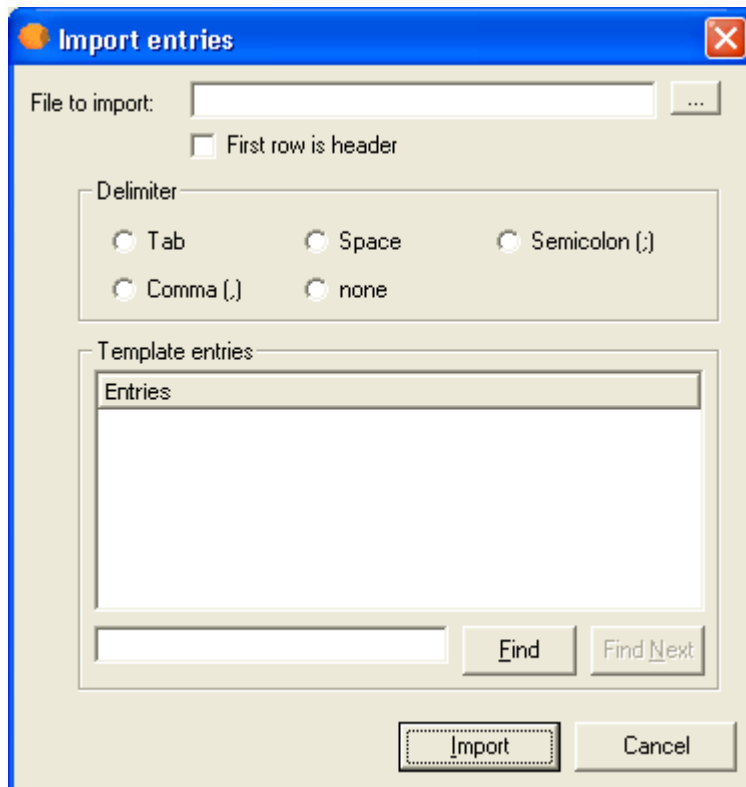 Import entries
File to import: ...
First row is header
Delimiter
Tab Space Semicolon (;)
Comma (,) none
Template entries
Entries
Find Find Next
Import Cancel